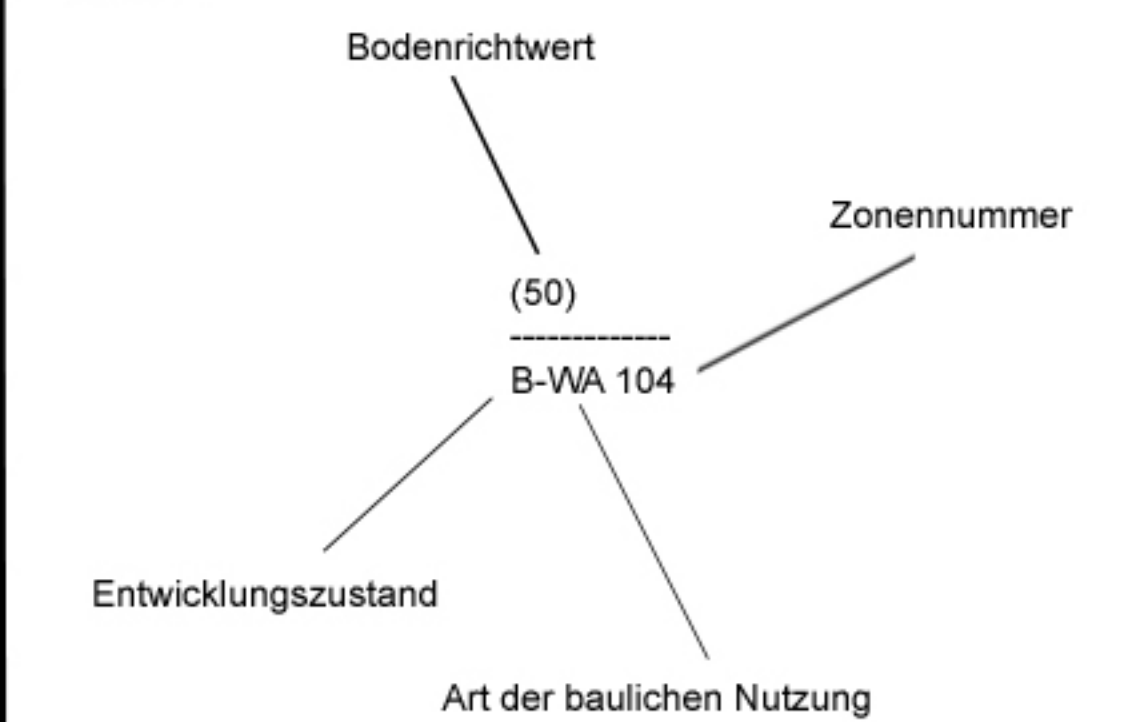 Bodenrichtwert
Zonennummer
(50)
-------------
B-WA 104
Entwicklungszustand
Art der baulichen Nutzung